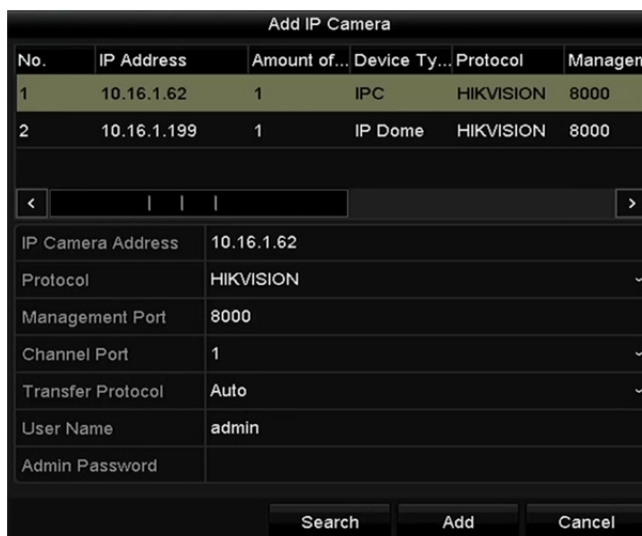 Add IP Camera
No. IP Address Amount of... Device Ty... Protocol Managen
1 10.16.1.62 1 IPC HIKVISION 8000
2 10.16.1.199 1 IP Dome HIKVISION 8000
IP Camera Address 10.16.1.62
Protocol HIKVISION
Management Port 8000
Channel Port 1
Transfer Protocol Auto
User Name admin
Admin Password
Search Add Cancel